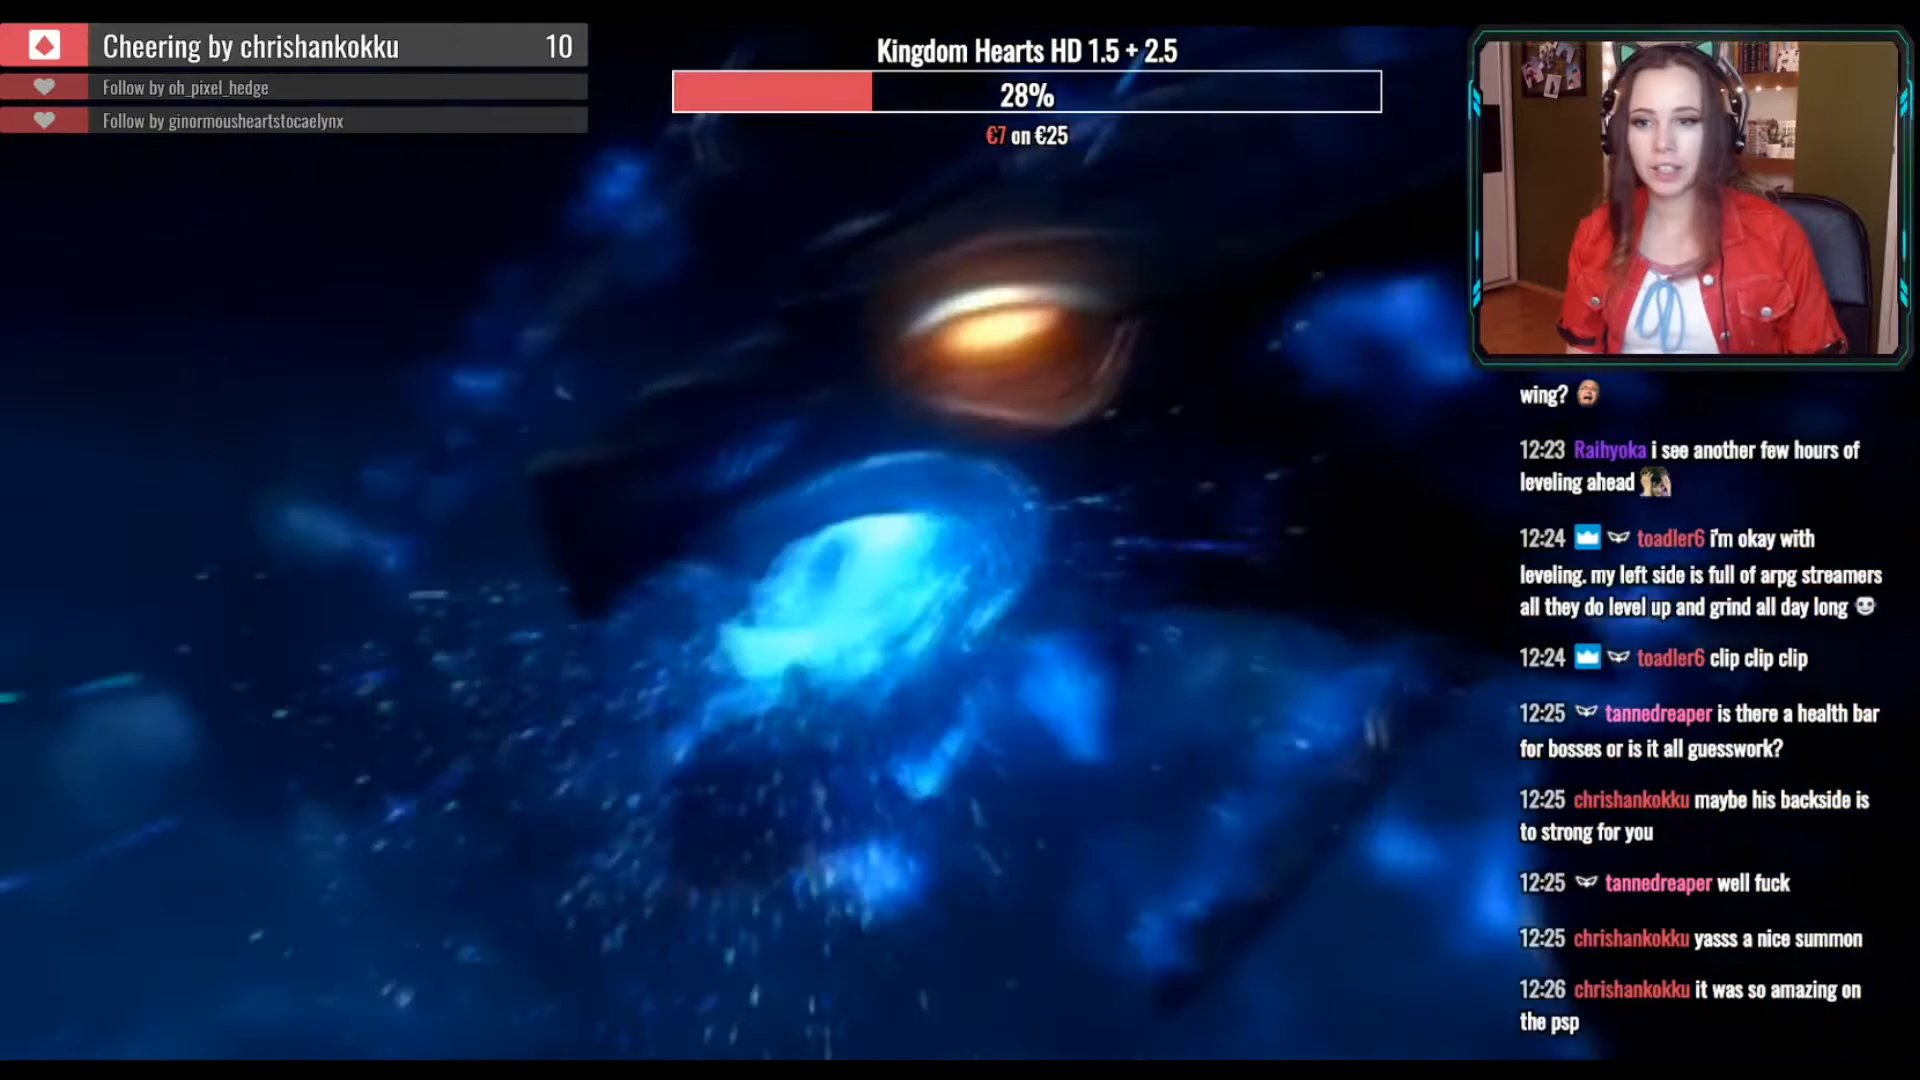 Cheering by chrishankokku 10
Follow by oh_pixel_hedge
Follow by ginormousheartstocaelynx
Kingdom Hearts HD 1.5 + 2.5
28%
€7 on €25
wing?
12:23 Raihyoka i see another few hours of
leveling ahead
12:24 toadler6 i'm okay with
leveling. my left side is full of arpg streamers
all they do level up and grind all day long
12:24 toadler6 clip clip clip
12:25 tannedreaper is there a health bar
for bosses or is it all guesswork?
12:25 chrishankokku maybe his backside is
to strong for you
12:25 tannedreaper well fuck
12:25 chrishankokku yasss a nice summon
12:26 chrishankokku it was so amazing on
the psp